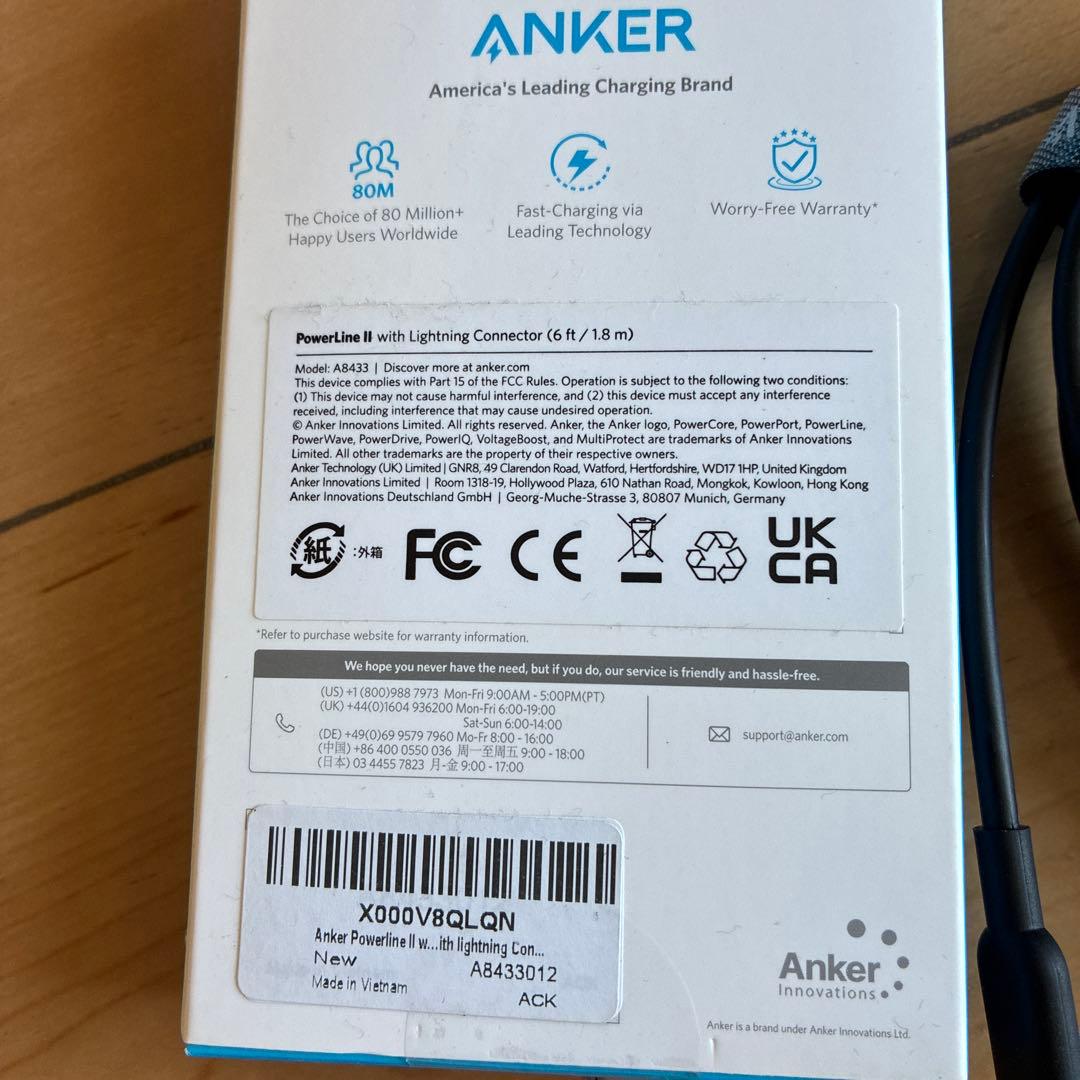 ANKER
America's Leading Charging Brand
80M
The Choice of 80 Million+
Happy Users Worldwide
Fast-Charging via
Leading Technology
Worry-Free Warranty*
PowerLine II with Lightning Connector (6 ft / 1.8 m)
Model: A8433 | Discover more at anker.com
This device complies with Part 15 of the FCC Rules. Operation is subject to the following two conditions:
(1) This device may not cause harmful interference, and (2) this device must accept any interference
received, including interference that may cause undesired operation.
© Anker Innovations Limited. All rights reserved. Anker, the Anker logo, PowerCore, PowerPort, PowerLine,
PowerWave, PowerDrive, PowerIQ, VoltageBoost, and MultiProtect are trademarks of Anker Innovations
Limited. All other trademarks are the property of their respective owners.
Anker Technology (UK) Limited | GNR8, 49 Clarendon Road, Watford, Hertfordshire, WD17 1HP, United Kingdom
Anker Innovations Limited | Room 1318-19, Hollywood Plaza, 610 Nathan Road, Mongkok, Kowloon, Hong Kong
Anker Innovations Deutschland GmbH | Georg-Muche-Strasse 3, 80807 Munich, Germany
紙 :外箱 FC CE UK
CA
*Refer to purchase website for warranty information.
We hope you never have the need, but if you do, our service is friendly and hassle-free.
(US) +1 (800)988 7973 Mon-Fri 9:00AM - 5:00PM(PT)
(UK) +44(0)1604 936200 Mon-Fri 6:00-19:00
Sat-Sun 6:00-14:00
(DE) +49(0)69 9579 7960 Mo-Fr 8:00 - 16:00
(中国) +86 400 0550 036 周一至周五 9:00 - 18:00
(日本) 03 4455 7823 月-金 9:00 - 17:00
support@anker.com
X000V8QLQN
Anker Powerline II w...ith lightning Con...
New
A8433012
Made in Vietnam
ACK
Anker
Innovations
Anker is a brand under Anker Innovations Ltd.